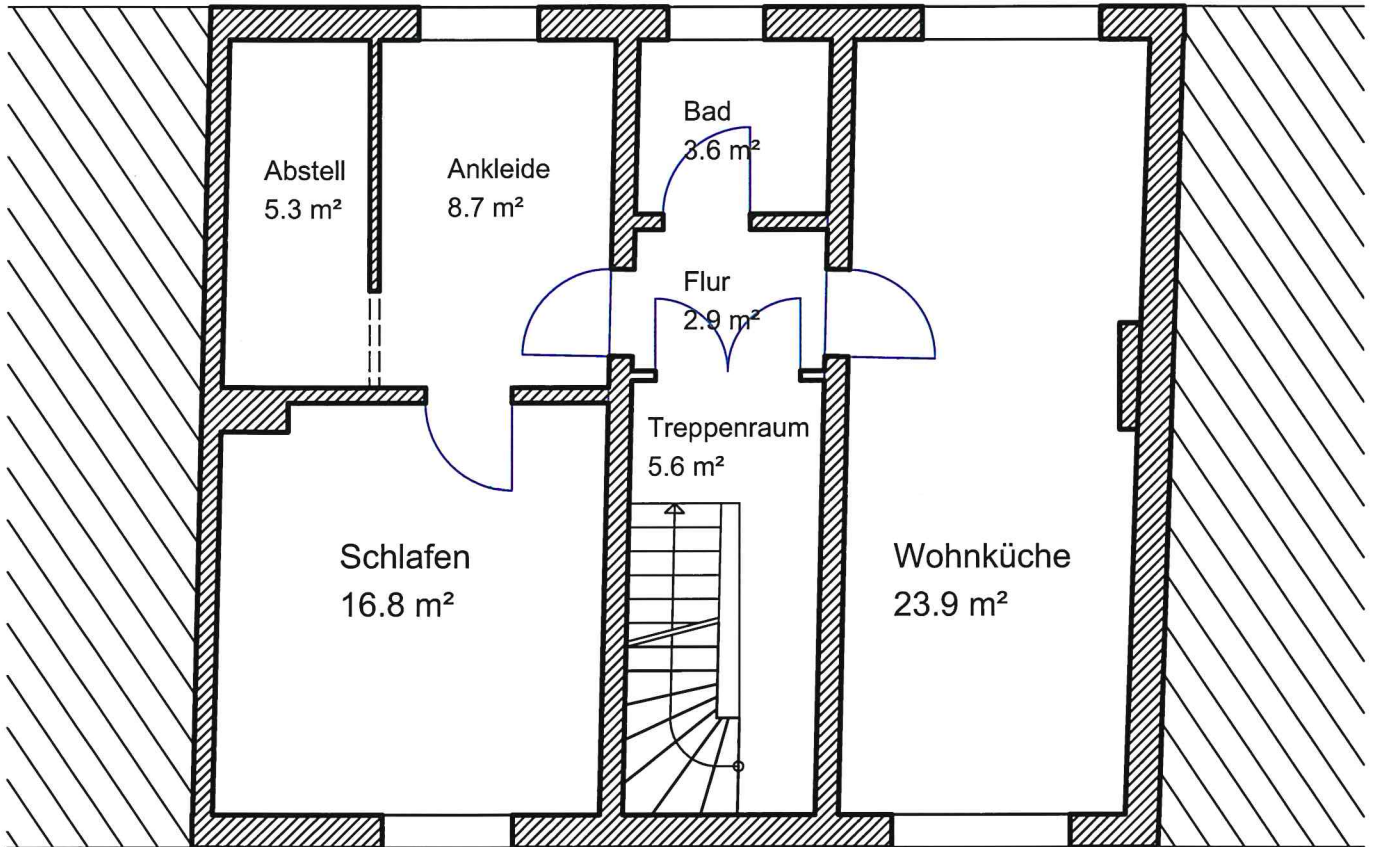 Bad
3.6 m²
Abstell
5.3 m²
Ankleide
8.7 m²
Flur
2.9 m²
Treppenraum
5.6 m²
Schlafen
16.8 m²
Wohnküche
23.9 m²